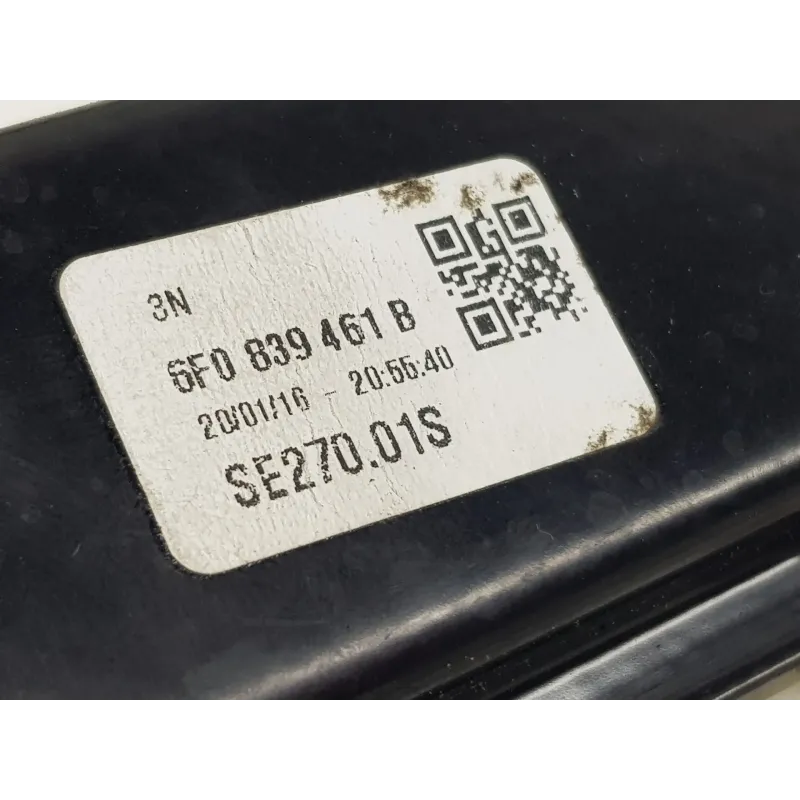 3N
6F0 839 461 B
20/01/16 - 20:55:40
SE270.01S